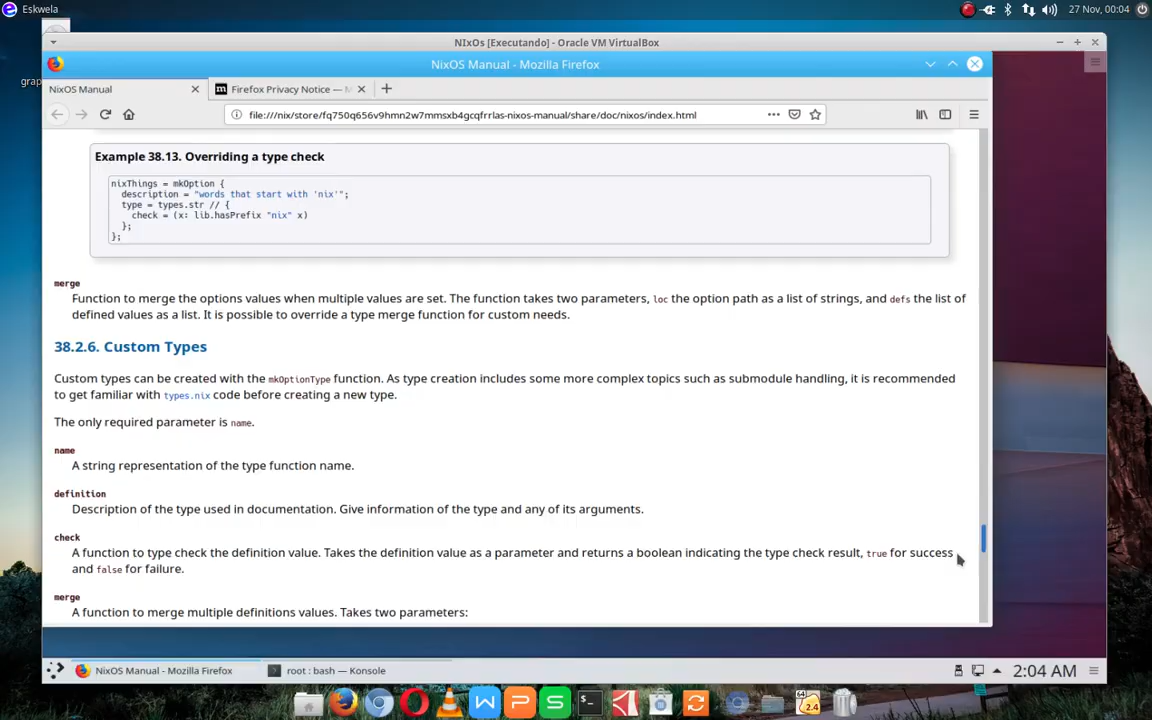 Eskwela
27 Nov, 00:04
grap
NIxOs [Executando] - Oracle VM VirtualBox
NixOS Manual - Mozilla Firefox
NixOS Manual
Firefox Privacy Notice — M
file:///nix/store/fq750q656v9hmn2w7mmsxb4gcqfrrlas-nixos-manual/share/doc/nixos/index.html
Example 38.13. Overriding a type check
nixThings = mkOption {
description = "words that start with 'nix'";
type = types.str // {
check = (x: lib.hasPrefix "nix" x)
};
};
merge
Function to merge the options values when multiple values are set. The function takes two parameters, loc the option path as a list of strings, and defs the list of
defined values as a list. It is possible to override a type merge function for custom needs.
38.2.6. Custom Types
Custom types can be created with the mkOptionType function. As type creation includes some more complex topics such as submodule handling, it is recommended
to get familiar with types.nix code before creating a new type.
The only required parameter is name.
name
A string representation of the type function name.
definition
Description of the type used in documentation. Give information of the type and any of its arguments.
check
A function to type check the definition value. Takes the definition value as a parameter and returns a boolean indicating the type check result, true for success
and false for failure.
merge
A function to merge multiple definitions values. Takes two parameters:
NixOS Manual - Mozilla Firefox
root : bash — Konsole
2:04 AM
64
2.4